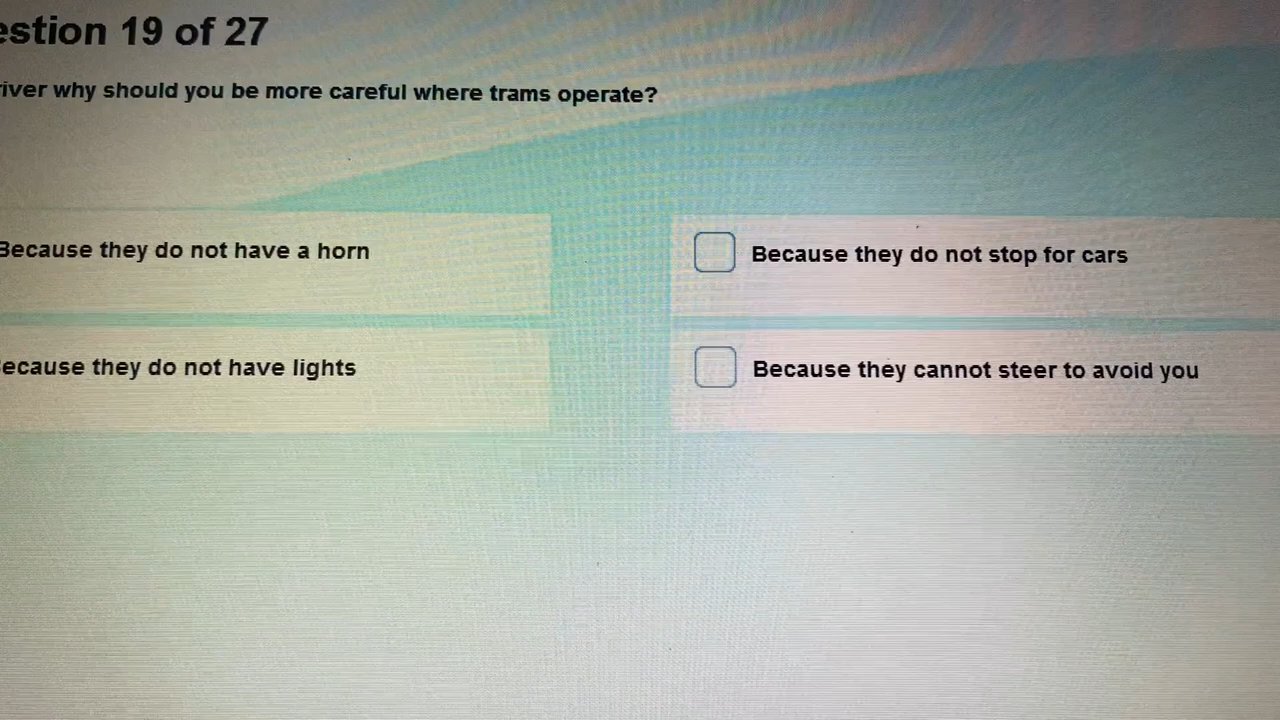 estion 19 of 27
river why should you be more careful where trams operate?
Because they do not have a horn
Because they do not stop for cars
ecause they do not have lights
Because they cannot steer to avoid you